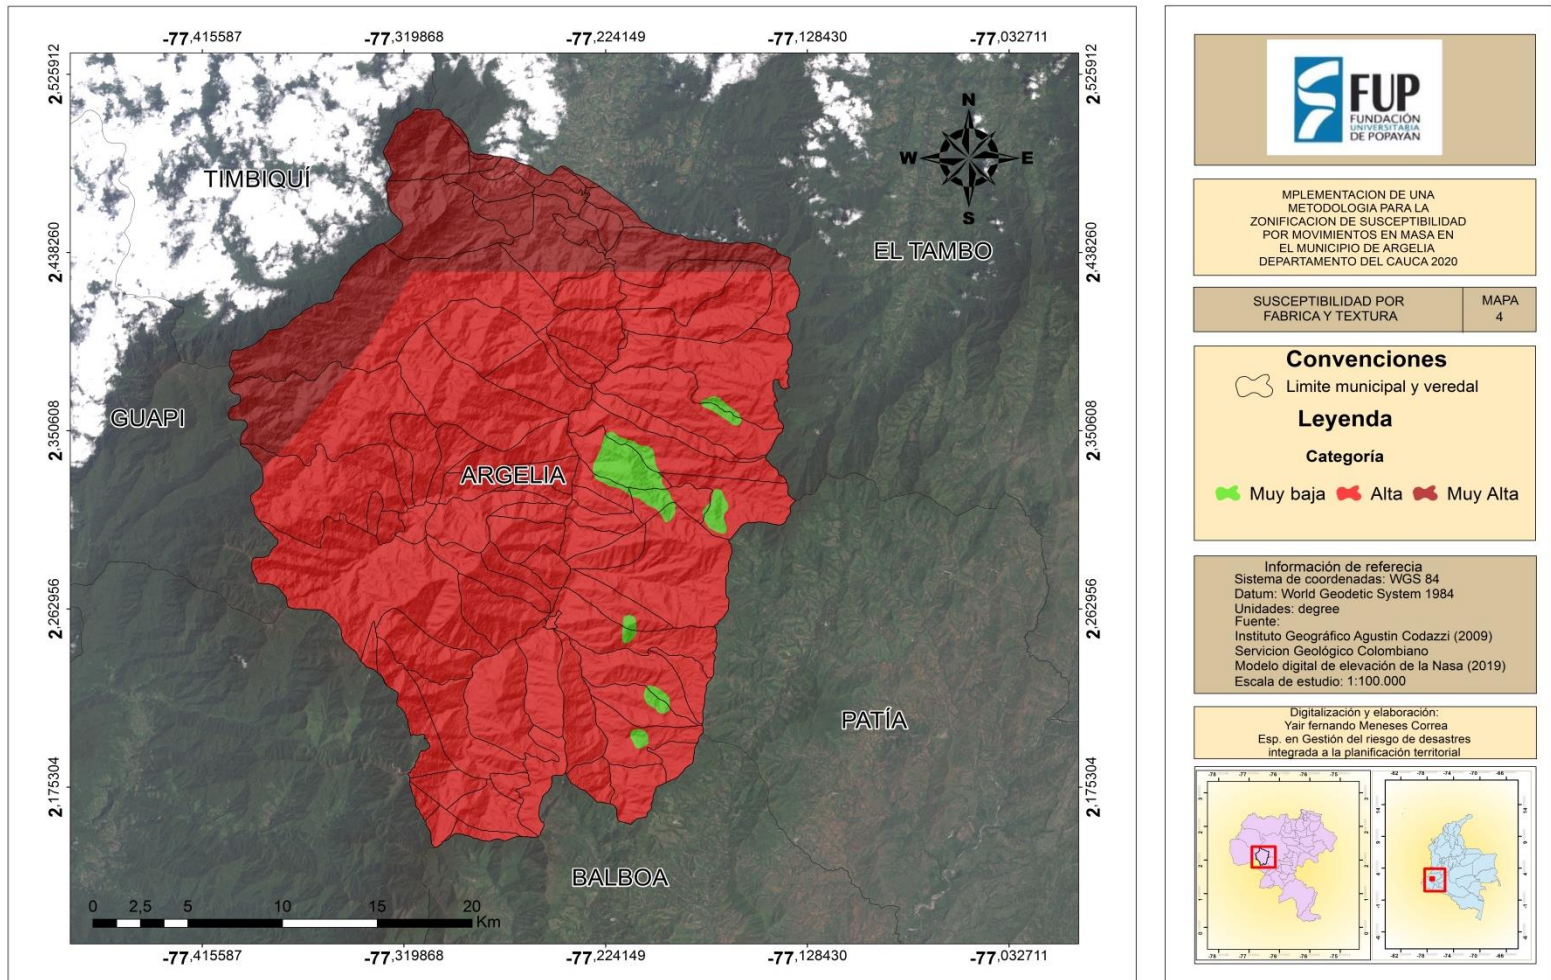 -77,415587 -77,319868 -77,224149 -77,128430 -77,032711
2,525912 2,525912
2,438260 2,438260
2,350608 2,350608
2,262956 2,262956
2,175304 2,175304
N
W E
S
TIMBIQUÍ
EL TAMBO
GUAPI
ARGELIA
PATÍA
BALBOA
0 2,5 5 10 15 20
Km
-77,415587 -77,319868 -77,224149 -77,128430 -77,032711
FUP
FUNDACIÓN
UNIVERSITARIA
DE POPAYÁN
MPLEMENTACION DE UNA
METODOLOGIA PARA LA
ZONIFICACION DE SUSCEPTIBILIDAD
POR MOVIMIENTOS EN MASA EN
EL MUNICIPIO DE ARGELIA
DEPARTAMENTO DEL CAUCA 2020
SUSCEPTIBILIDAD POR
FABRICA Y TEXTURA
MAPA
4
Convenciones
Limite municipal y veredal
Leyenda
Categoría
Muy baja Alta Muy Alta
Información de referecia
Sistema de coordenadas: WGS 84
Datum: World Geodetic System 1984
Unidades: degree
Fuente:
Instituto Geográfico Agustin Codazzi (2009)
Servicion Geológico Colombiano
Modelo digital de elevación de la Nasa (2019)
Escala de estudio: 1:100.000
Digitalización y elaboración:
Yair fernando Meneses Correa
Esp. en Gestión del riesgo de desastres
integrada a la planificación territorial